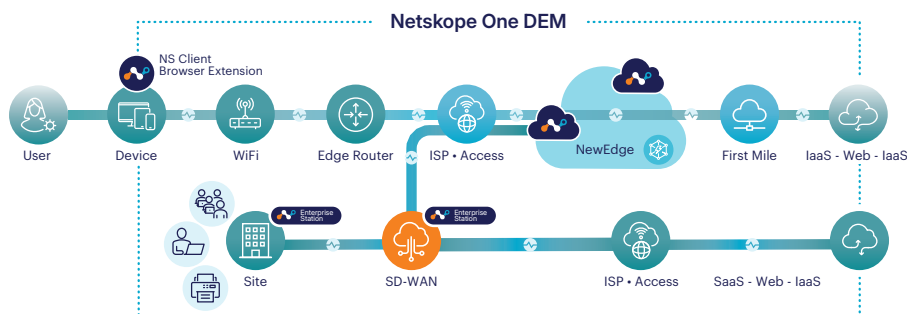 Netskope One DEM
NS Client
Browser Extension
User
Device
WiFi
Edge Router
ISP • Access
NewEdge
First Mile
IaaS - Web - IaaS
Enterprise
Station
Enterprise
Station
Site
SD-WAN
ISP • Access
SaaS - Web - IaaS